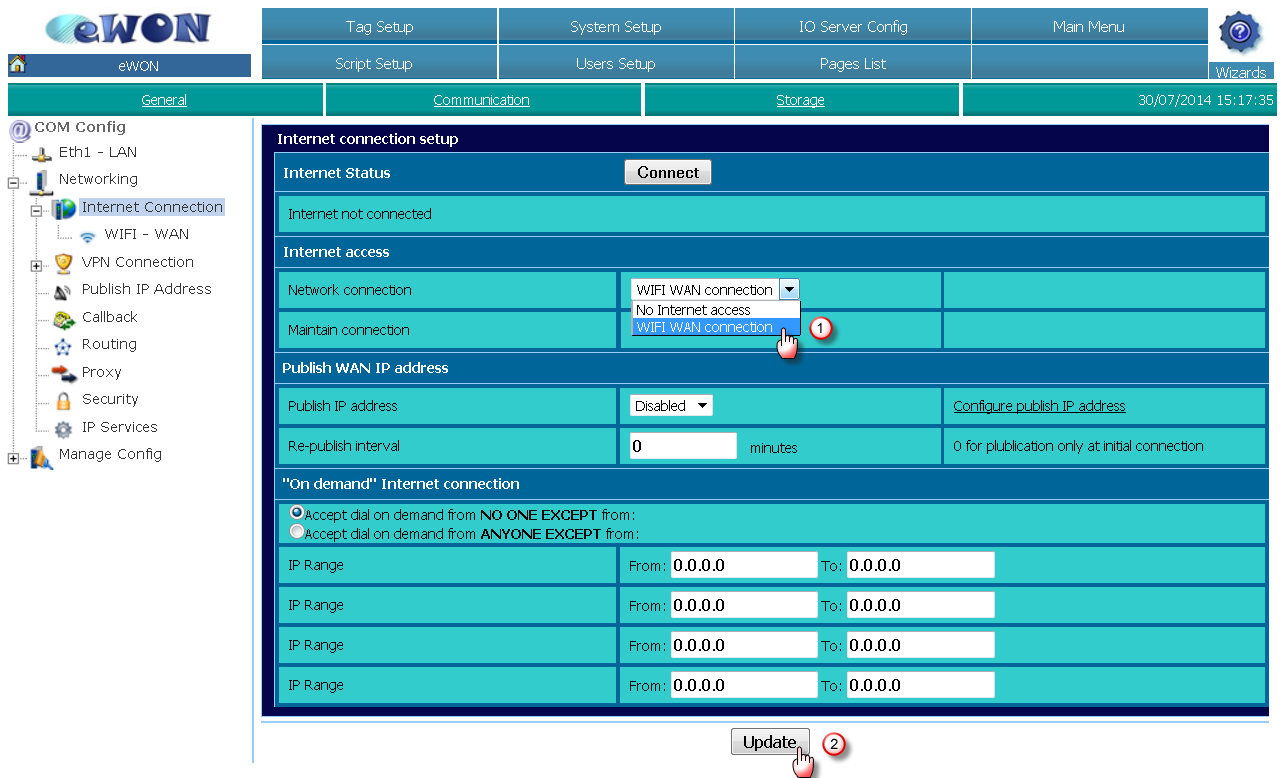 eWON
eWON
Tag Setup
System Setup
IO Server Config
Main Menu
Script Setup
Users Setup
Pages List
Wizards
General
Communication
Storage
30/07/2014 15:17:35
COM Config
Eth1 - LAN
Networking
Internet Connection
WIFI - WAN
VPN Connection
Publish IP Address
Callback
Routing
Proxy
Security
IP Services
Manage Config
Internet connection setup
Internet Status Connect
Internet not connected
Internet access
Network connection WIFI WAN connection
No Internet access
WIFI WAN connection 1
Maintain connection
Publish WAN IP address
Publish IP address Disabled Configure publish IP address
Re-publish interval 0 minutes 0 for plublication only at initial connection
"On demand" Internet connection
Accept dial on demand from NO ONE EXCEPT from:
Accept dial on demand from ANYONE EXCEPT from:
IP Range From: 0.0.0.0 To: 0.0.0.0
IP Range From: 0.0.0.0 To: 0.0.0.0
IP Range From: 0.0.0.0 To: 0.0.0.0
IP Range From: 0.0.0.0 To: 0.0.0.0
Update 2